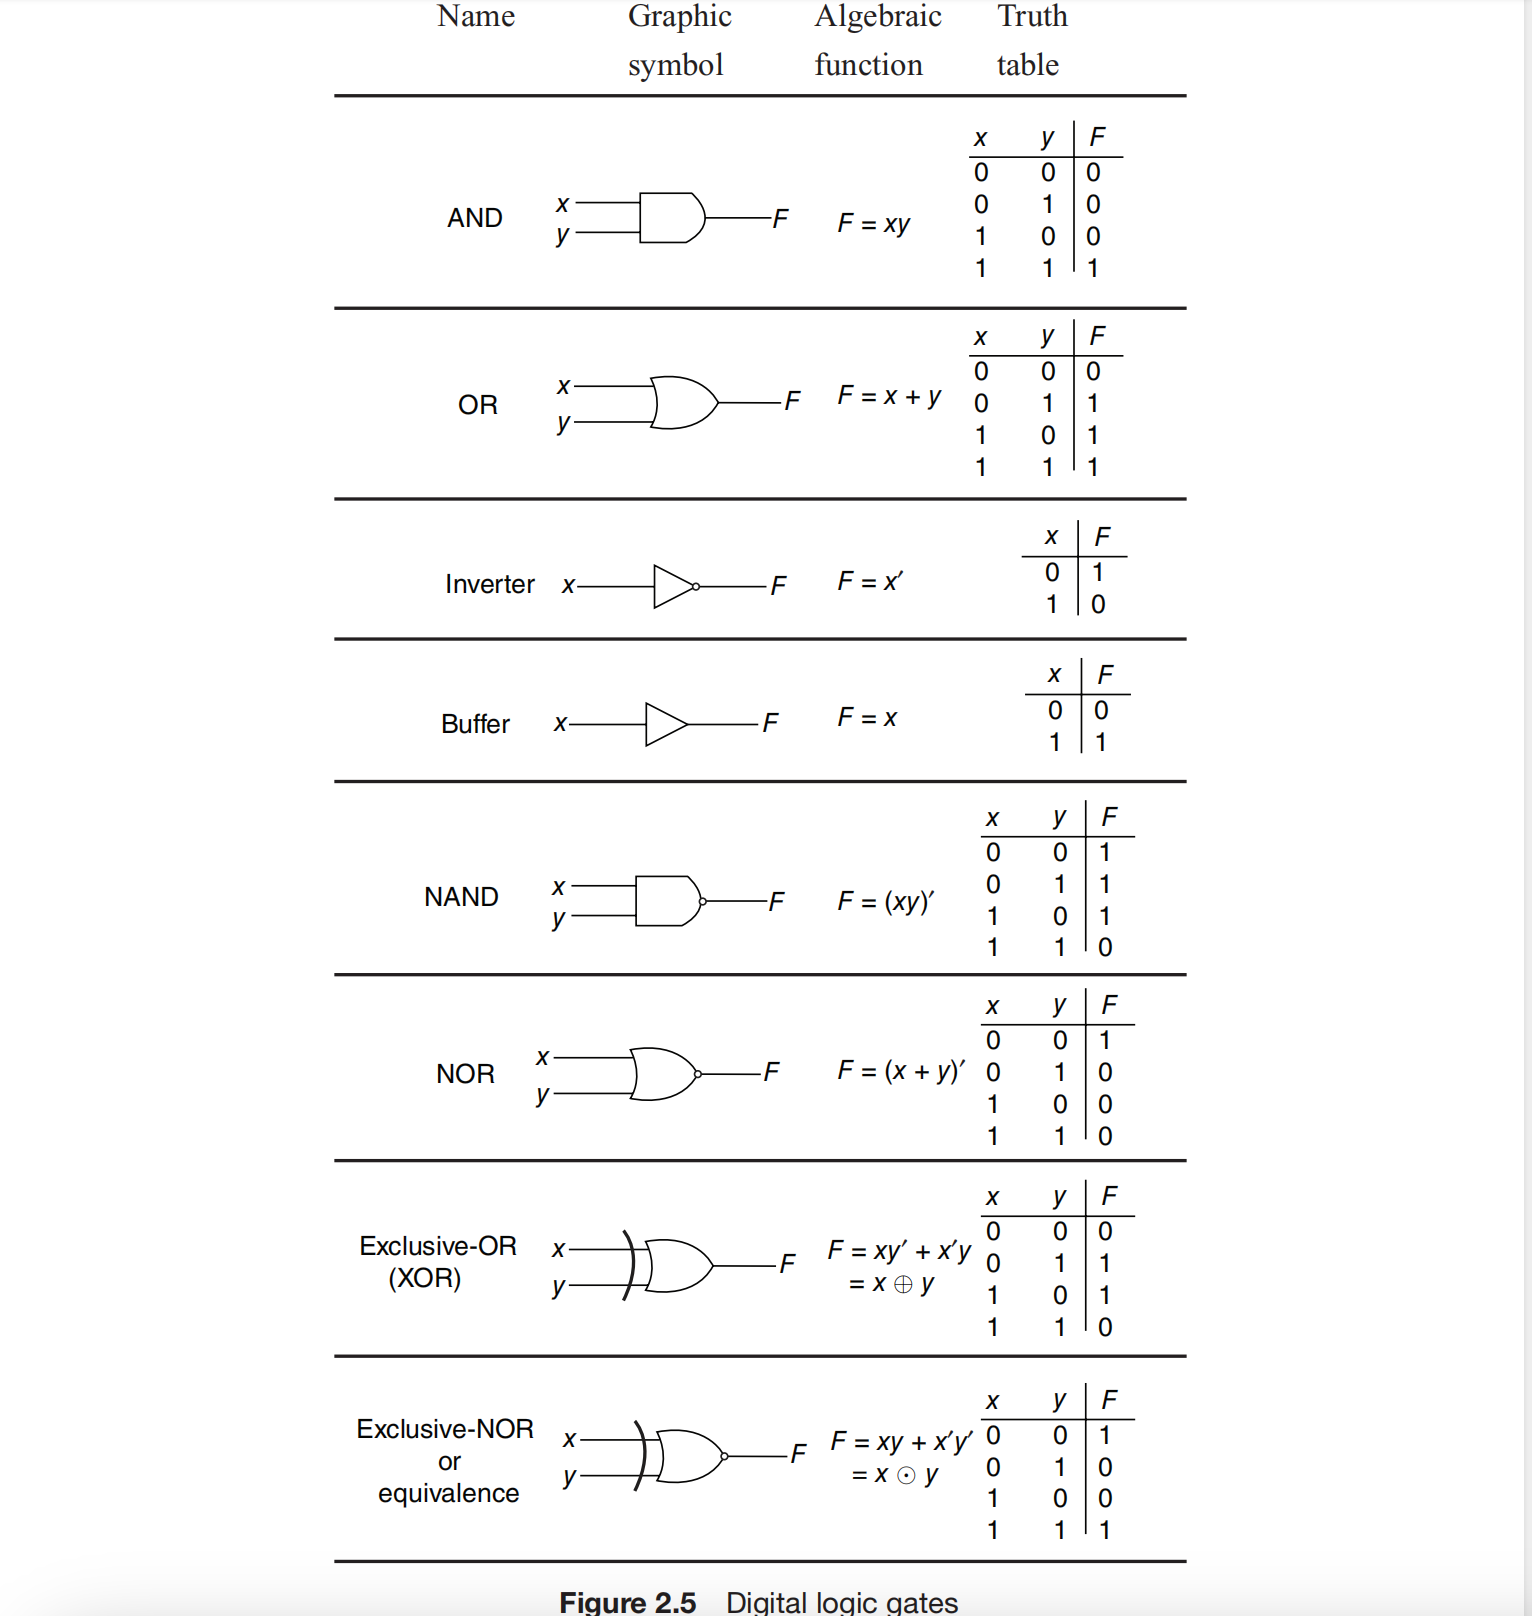 Name Graphic symbol Algebraic function Truth table
AND x y F F = xy
x y F
0 0 0
0 1 0
1 0 0
1 1 1
OR x y F F = x + y
x y F
0 0 0
0 1 1
1 0 1
1 1 1
Inverter x F F = x′
x F
0 1
1 0
Buffer x F F = x
x F
0 0
1 1
NAND x y F F = (xy)′
x y F
0 0 1
0 1 1
1 0 1
1 1 0
NOR x y F F = (x + y)′
x y F
0 0 1
0 1 0
1 0 0
1 1 0
Exclusive-OR
(XOR)
x y F
F = xy′ + x′y
= x ⊕ y
x y F
0 0 0
0 1 1
1 0 1
1 1 0
Exclusive-NOR
or
equivalence
x y F
F = xy + x′y′
= x ⊙ y
x y F
0 0 1
0 1 0
1 0 0
1 1 1
Figure 2.5 Digital logic gates